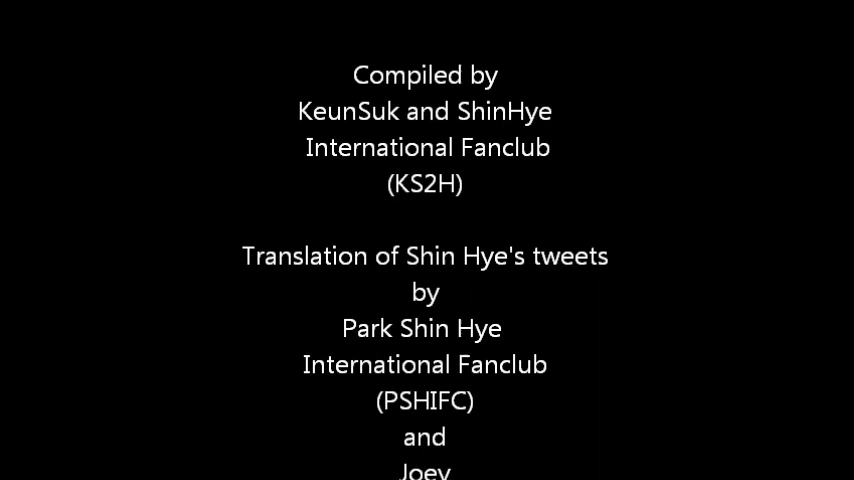 Compiled by
KeunSuk and ShinHye
International Fanclub
(KS2H)
Translation of Shin Hye's tweets
by
Park Shin Hye
International Fanclub
(PSHIFC)
and
Joey